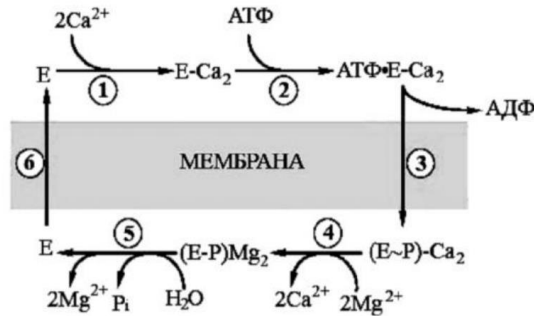 2Ca²⁺ АТФ
E E-Ca₂ АТФ•E-Ca₂
① ②
АДФ
⑥ МЕМБРАНА ③
⑤ ④
E (E-P)Mg₂ (E~P)-Ca₂
2Mg²⁺ Pi H₂O 2Ca²⁺ 2Mg²⁺